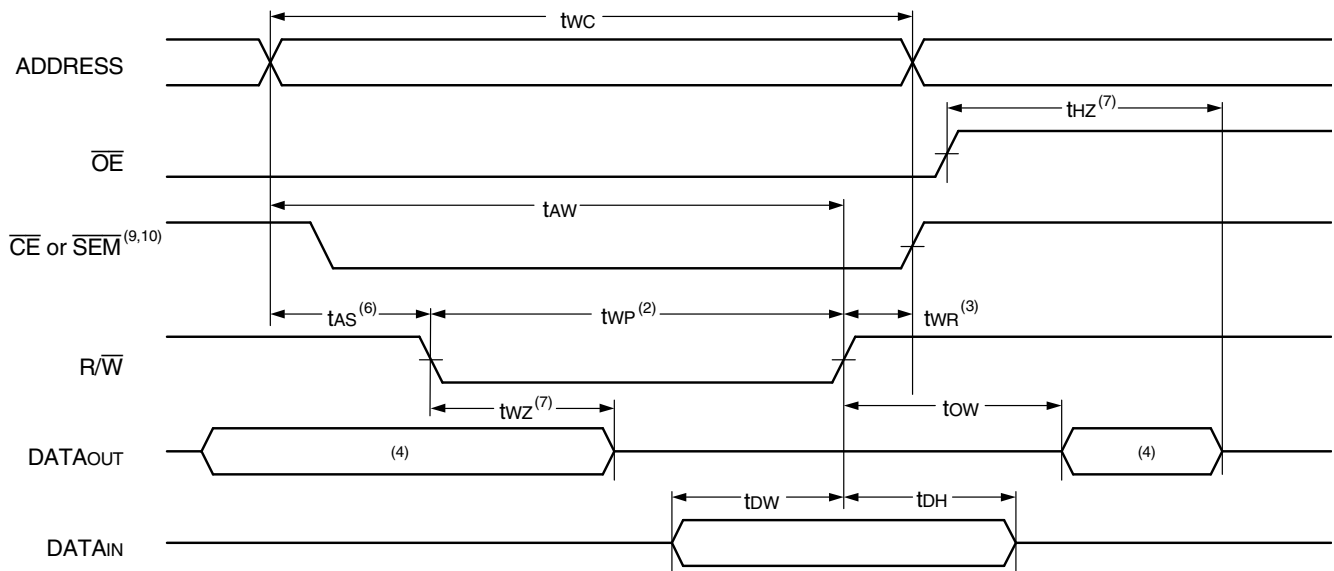 tWC
ADDRESS
tHZ(7)
OE
tAW
CE or SEM(9,10)
tAS(6) tWP(2) tWR(3)
R/W
tWZ(7) tOW
DATAOUT (4) (4)
tDW tDH
DATAIN